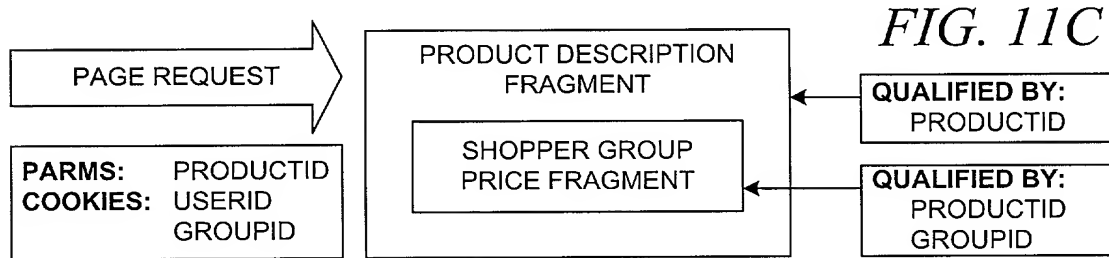 FIG. 11C
PAGE REQUEST
PARMS: PRODUCTID
COOKIES: USERID
GROUPID
PRODUCT DESCRIPTION
FRAGMENT
SHOPPER GROUP
PRICE FRAGMENT
QUALIFIED BY:
PRODUCTID
QUALIFIED BY:
PRODUCTID
GROUPID